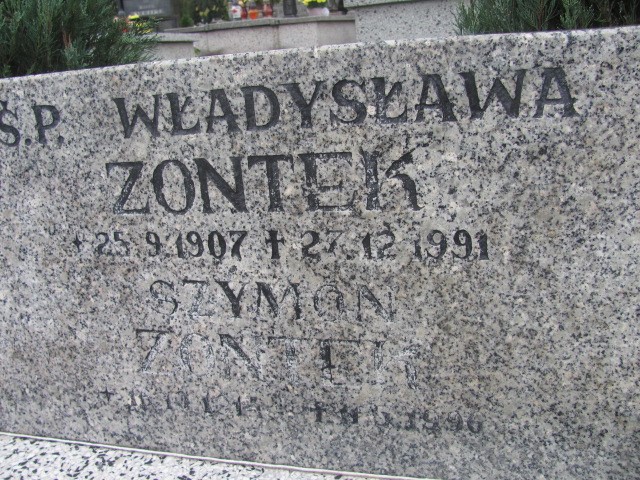 Ś.P. WŁADYSŁAWA
ZONTEK
* 25.9.1907 ✝ 27.12.1991
SZYMON
ZONTEK
1996